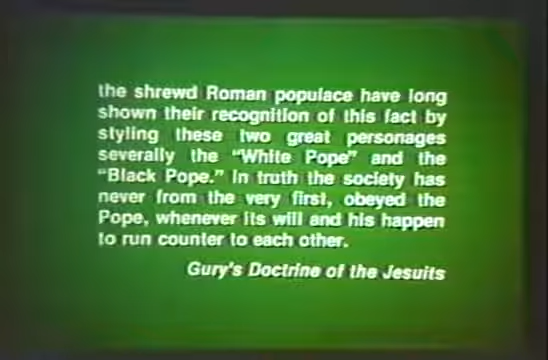 the shrewd Roman populace have long
shown their recognition of this fact by
styling these two great personages
severally the "White Pope" and the
"Black Pope." In truth the society has
never from the very first, obeyed the
Pope, whenever its will and his happen
to run counter to each other.
Gury's Doctrine of the Jesuits